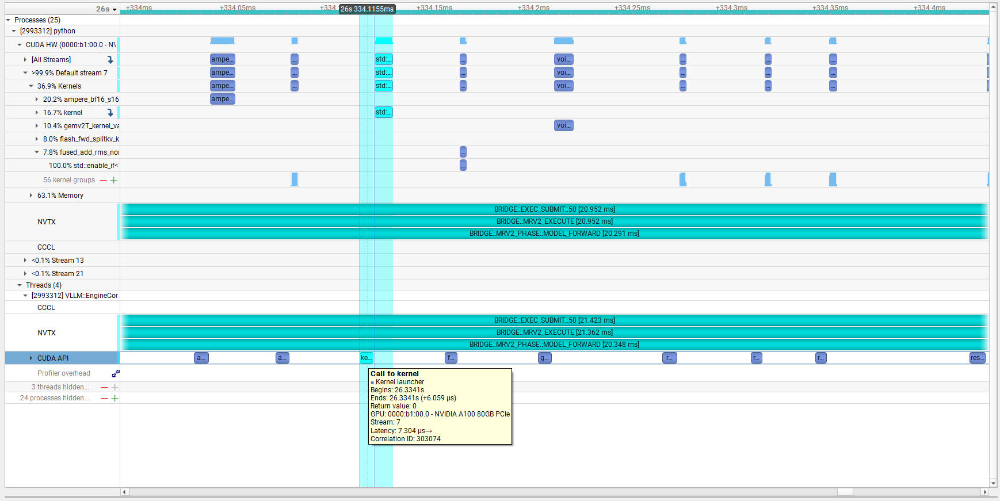 26s
+334ms
+334.05ms
+334.
26s 334.1155ms
+334.15ms
+334.2ms
+334.25ms
+334.3ms
+334.35ms
+334.4ms
Processes (25)
[2993312] python
CUDA HW (0000:b1:00.0 - NV
[All Streams]
ampe...
...
std:...
...
voi...
...
...
...
>99.9% Default stream 7
ampe...
...
std:...
...
voi...
...
...
...
36.9% Kernels
ampe...
...
std:...
...
voi...
...
...
...
20.2% ampere_bf16_s16
ampe...
16.7% kernel
std:...
10.4% gemv2T_kernel_va
voi...
8.0% flash_fwd_splitkv_k
7.8% fused_add_rms_nor
...
100.0% std::enable_if<
...
56 kernel groups
63.1% Memory
NVTX
BRIDGE::EXEC_SUBMIT::50 [20.952 ms]
BRIDGE::MRV2_EXECUTE [20.952 ms]
BRIDGE::MRV2_PHASE::MODEL_FORWARD [20.291 ms]
CCCL
<0.1% Stream 13
<0.1% Stream 21
Threads (4)
[2993312] VLLM::EngineCor
CCCL
NVTX
BRIDGE::EXEC_SUBMIT::50 [21.423 ms]
BRIDGE::MRV2_EXECUTE [21.362 ms]
BRIDGE::MRV2_PHASE::MODEL_FORWARD [20.348 ms]
CUDA API
a...
a...
ke...
f...
g...
r...
r...
r...
res...
Profiler overhead
3 threads hidden...
24 processes hidden...
Call to kernel
Kernel launcher
Begins: 26.3341s
Ends: 26.3341s (+6.059 μs)
Return value: 0
GPU: 0000:b1:00.0 - NVIDIA A100 80GB PCIe
Stream: 7
Latency: 7.304 μs→
Correlation ID: 303074